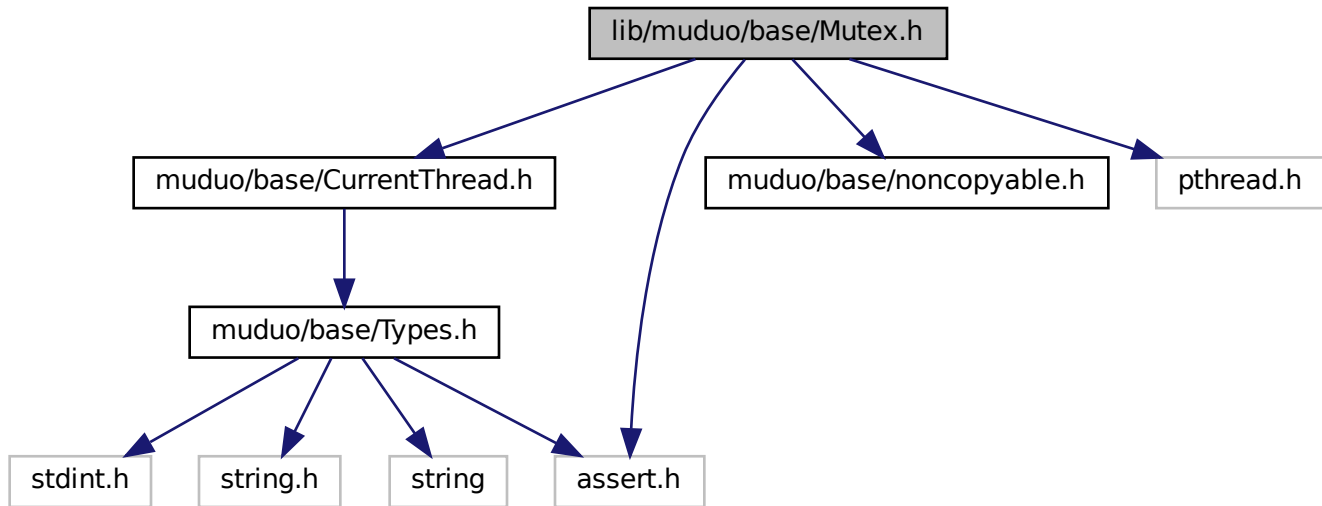 lib/muduo/base/Mutex.h
muduo/base/CurrentThread.h
muduo/base/noncopyable.h
pthread.h
muduo/base/Types.h
stdint.h
string.h
string
assert.h